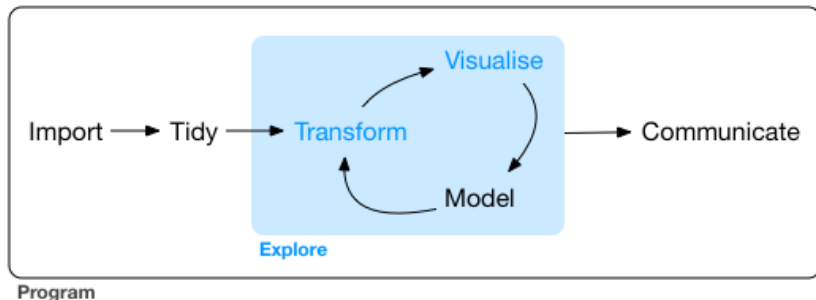 Visualise
Import Tidy Transform Communicate
Model
Explore
Program